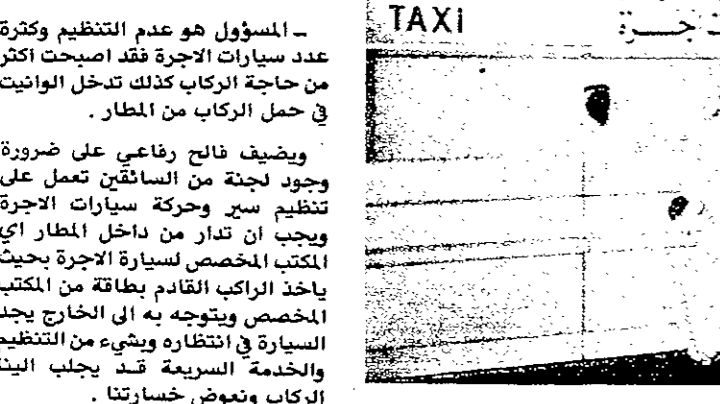 ـ المسؤول هو عدم التنظيم وكثرة
عدد سيارات الاجرة فقد اصبحت اكثر
من حاجة الركاب كذلك تدخل الوانيت
في حمل الركاب من المطار .
ويضيف فالح رفاعي على ضرورة
وجود لجنة من السائقين تعمل على
تنظيم سير وحركة سيارات الاجرة
ويجب ان تدار من داخل المطار اي
المكتب المخصص لسيارة الاجرة بحيث
ياخذ الراكب القادم بطاقة من المكتب
المخصص ويتوجه به الى الخارج يجد
السيارة في انتظاره وبشيء من التنظيم
والخدمة السريعة قد يجلب الينا
الركاب ونعوض خسارتنا .
TAXi
جـرة